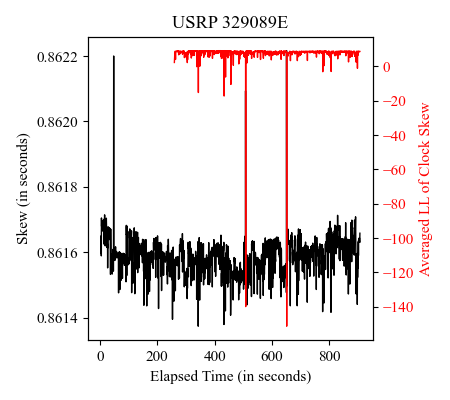 USRP 329089E
0.8622
0.8620
0.8618
0.8616
0.8614
Skew (in seconds)
0
−20
−40
−60
−80
−100
−120
−140
Averaged LL of Clock Skew
0 200 400 600 800
Elapsed Time (in seconds)